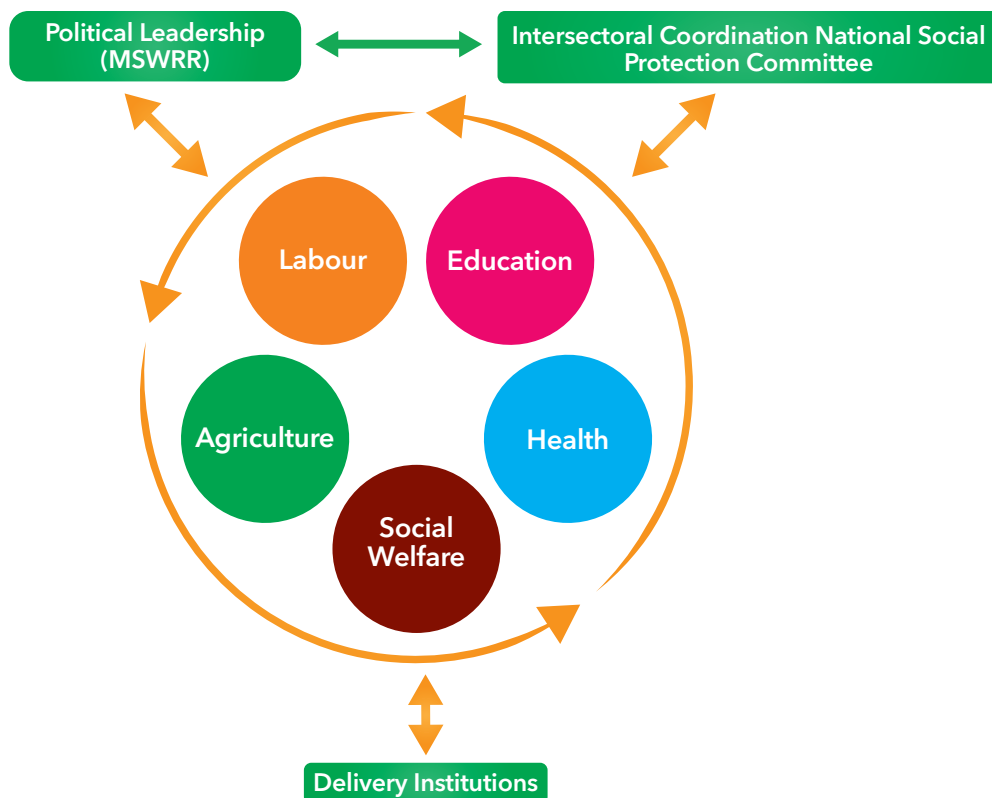 Political Leadership
(MSWRR)
Intersectoral Coordination National Social
Protection Committee
Labour
Education
Agriculture
Health
Social
Welfare
Delivery Institutions